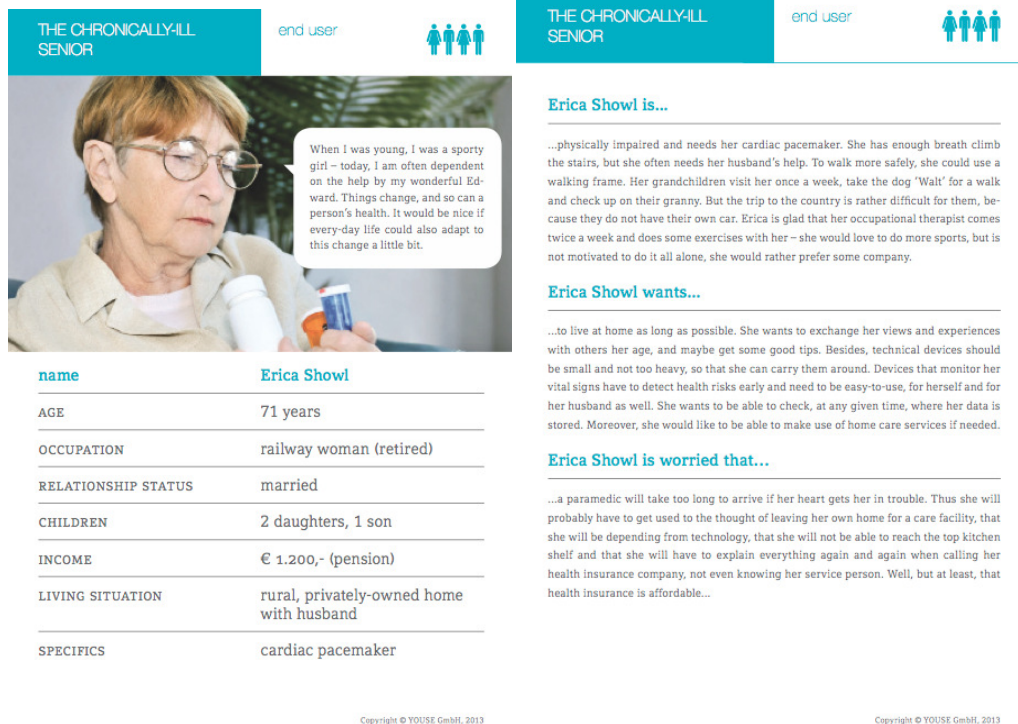 THE CHRONICALLY-ILL
SENIOR
end user
When I was young, I was a sporty
girl – today, I am often dependent
on the help by my wonderful Ed-
ward. Things change, and so can a
person's health. It would be nice if
every-day life could also adapt to
this change a little bit.
name Erica Showl
AGE 71 years
OCCUPATION railway woman (retired)
RELATIONSHIP STATUS married
CHILDREN 2 daughters, 1 son
INCOME € 1.200,- (pension)
LIVING SITUATION rural, privately-owned home
with husband
SPECIFICS cardiac pacemaker
Copyright © YOUSE GmbH, 2013
THE CHRONICALLY-ILL
SENIOR
end user
Erica Showl is...
...physically impaired and needs her cardiac pacemaker. She has enough breath climb
the stairs, but she often needs her husband's help. To walk more safely, she could use a
walking frame. Her grandchildren visit her once a week, take the dog 'Walt' for a walk
and check up on their granny. But the trip to the country is rather difficult for them, be-
cause they do not have their own car. Erica is glad that her occupational therapist comes
twice a week and does some exercises with her – she would love to do more sports, but is
not motivated to do it all alone, she would rather prefer some company.
Erica Showl wants...
...to live at home as long as possible. She wants to exchange her views and experiences
with others her age, and maybe get some good tips. Besides, technical devices should
be small and not too heavy, so that she can carry them around. Devices that monitor her
vital signs have to detect health risks early and need to be easy-to-use, for herself and for
her husband as well. She wants to be able to check, at any given time, where her data is
stored. Moreover, she would like to be able to make use of home care services if needed.
Erica Showl is worried that...
...a paramedic will take too long to arrive if her heart gets her in trouble. Thus she will
probably have to get used to the thought of leaving her own home for a care facility, that
she will be depending from technology, that she will not be able to reach the top kitchen
shelf and that she will have to explain everything again and again when calling her
health insurance company, not even knowing her service person. Well, but at least, that
health insurance is affordable...
Copyright © YOUSE GmbH, 2013